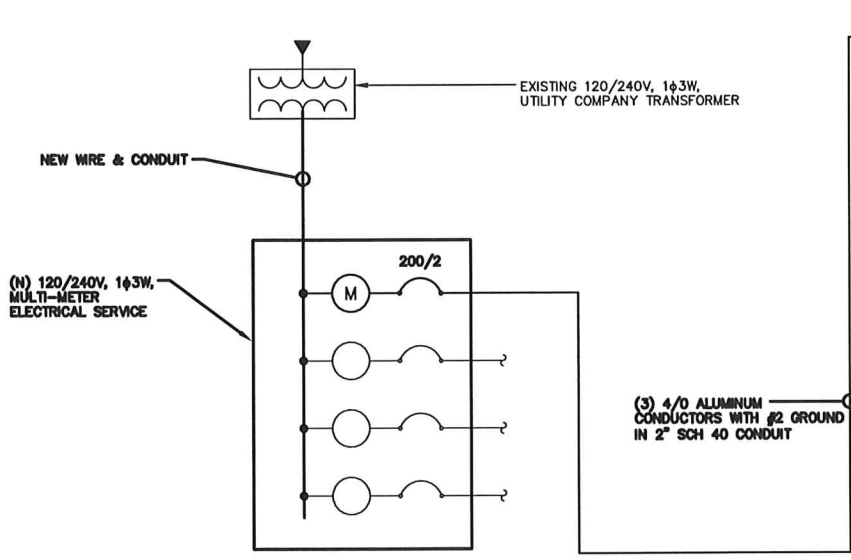 EXISTING 120/240V, 1ϕ3W,
UTILITY COMPANY TRANSFORMER
NEW WIRE & CONDUIT
200/2
(N) 120/240V, 1ϕ3W,
MULTI-METER
ELECTRICAL SERVICE
M
(3) 4/0 ALUMINUM
CONDUCTORS WITH #2 GROUND
IN 2" SCH 40 CONDUIT